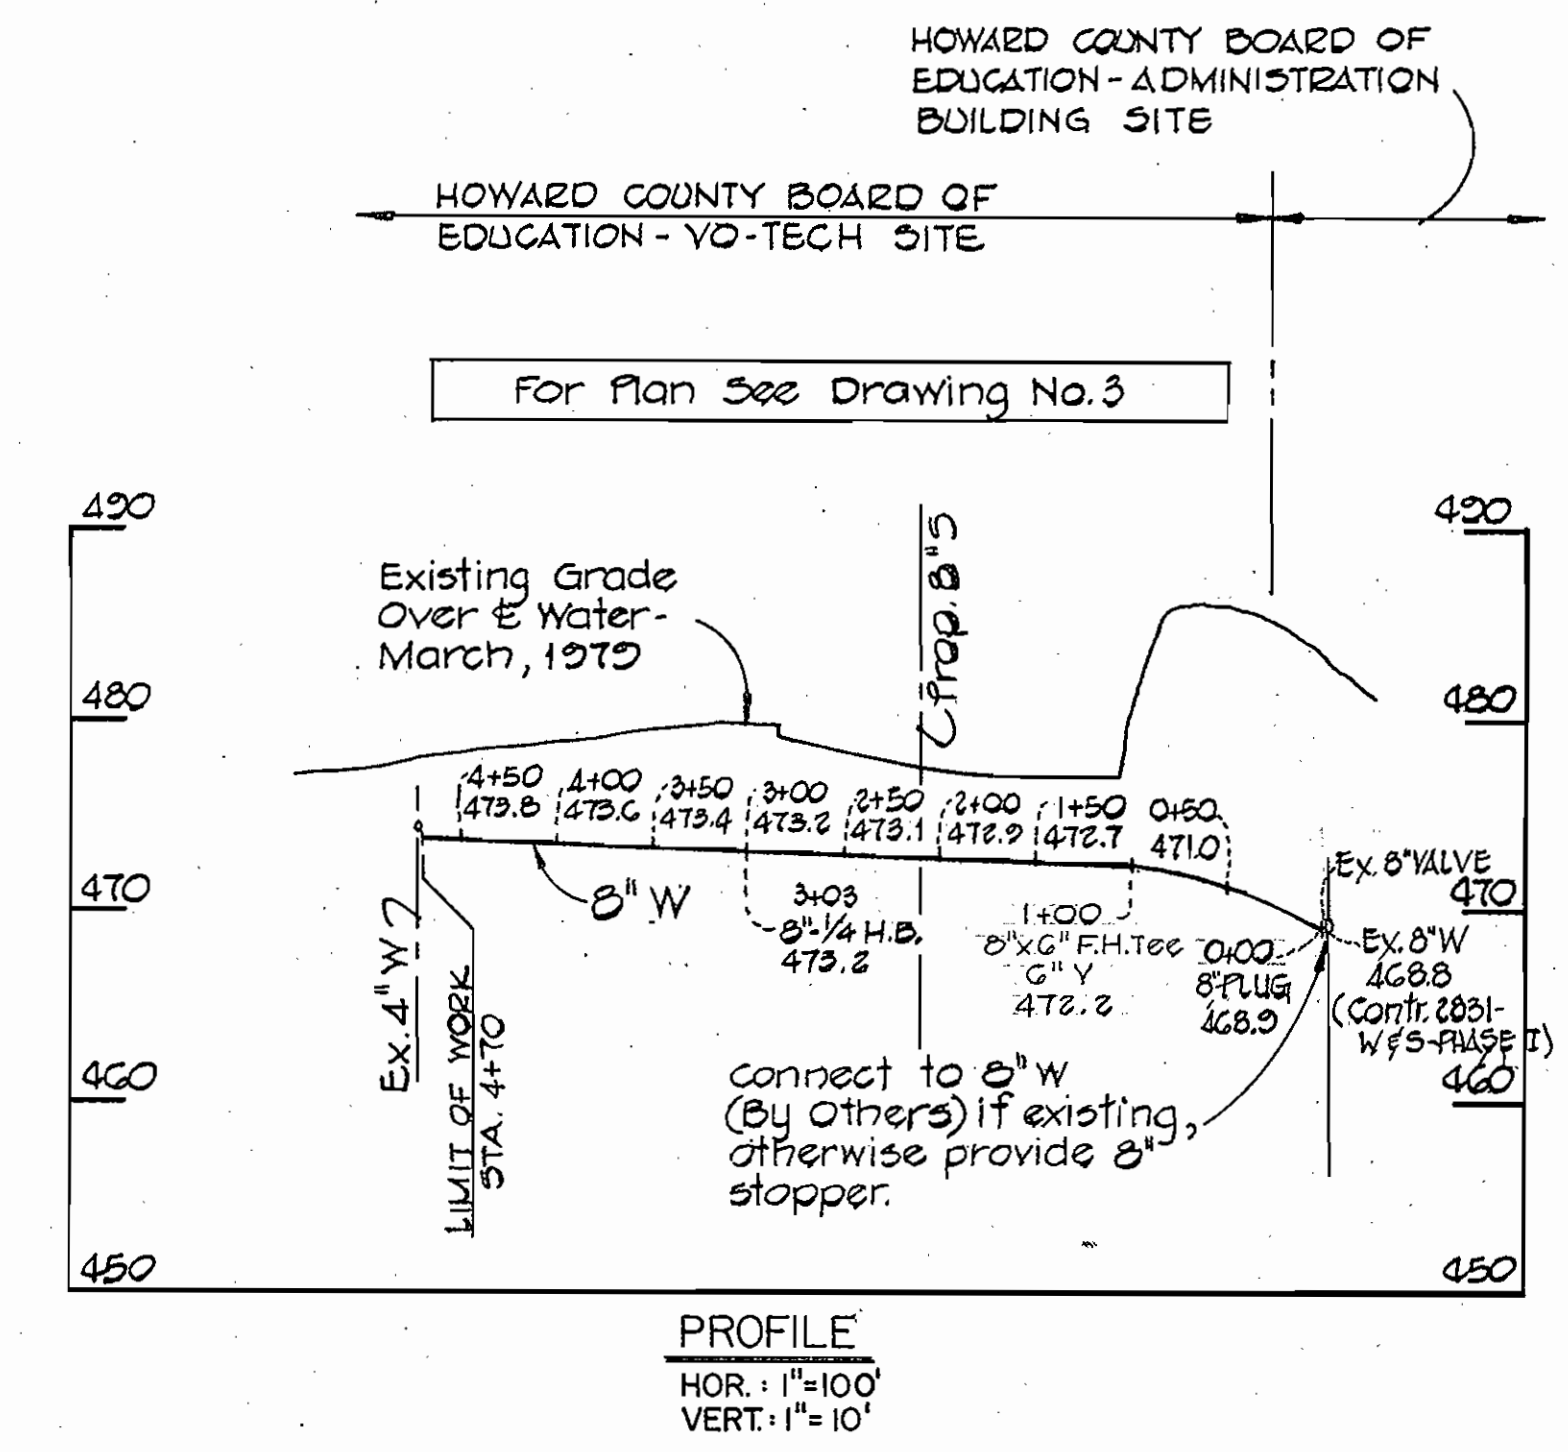 HOWARD COUNTY BOARD OF
EDUCATION - ADMINISTRATION
BUILDING SITE
HOWARD COUNTY BOARD OF
EDUCATION - VO-TECH SITE
For Plan See Drawing No. 3
490
490
Existing Grade
Over ℄ Water-
March, 1979
Prop. 8" S
480
480
4+50
473.8
4+00
473.6
3+50
473.4
3+00
473.2
2+50
473.1
2+00
472.9
1+50
472.7
0+50
471.0
470
470
8" W
3+03
8"-1/4 H.B.
473.2
1+00
8"x6" F.H.Tee
6" V
472.2
0+00
8" PLUG
468.9
Ex. 8" VALVE
Ex. 8" W
468.8
(Contr. 2831-
W&S-PHASE I)
Ex. 4" W
LIMIT OF WORK
STA. 4+70
460
460
connect to 8" W
(By Others) if existing,
otherwise provide 8"
stopper.
450
450
PROFILE
HOR. : 1"=100'
VERT. : 1"= 10'